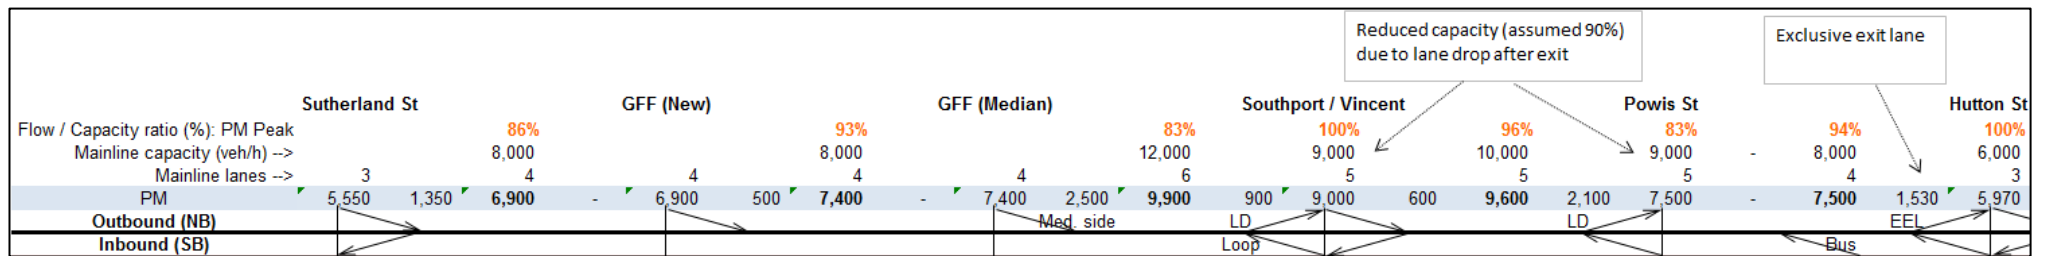 Reduced capacity (assumed 90%)
due to lane drop after exit
Exclusive exit lane
Sutherland St GFF (New) GFF (Median) Southport / Vincent Powis St Hutton St
Flow / Capacity ratio (%): PM Peak 86% 93% 83% 100% 96% 83% 94% 100%
Mainline capacity (veh/h) --> 8,000 8,000 12,000 9,000 10,000 9,000 - 8,000 6,000
Mainline lanes --> 3 4 4 4 4 6 5 5 5 4 3
PM 5,550 1,350 6,900 - 6,900 500 7,400 - 7,400 2,500 9,900 900 9,000 600 9,600 2,100 7,500 - 7,500 1,530 5,970
Outbound (NB) Med. side LD LD EEL
Inbound (SB) Loop Bus